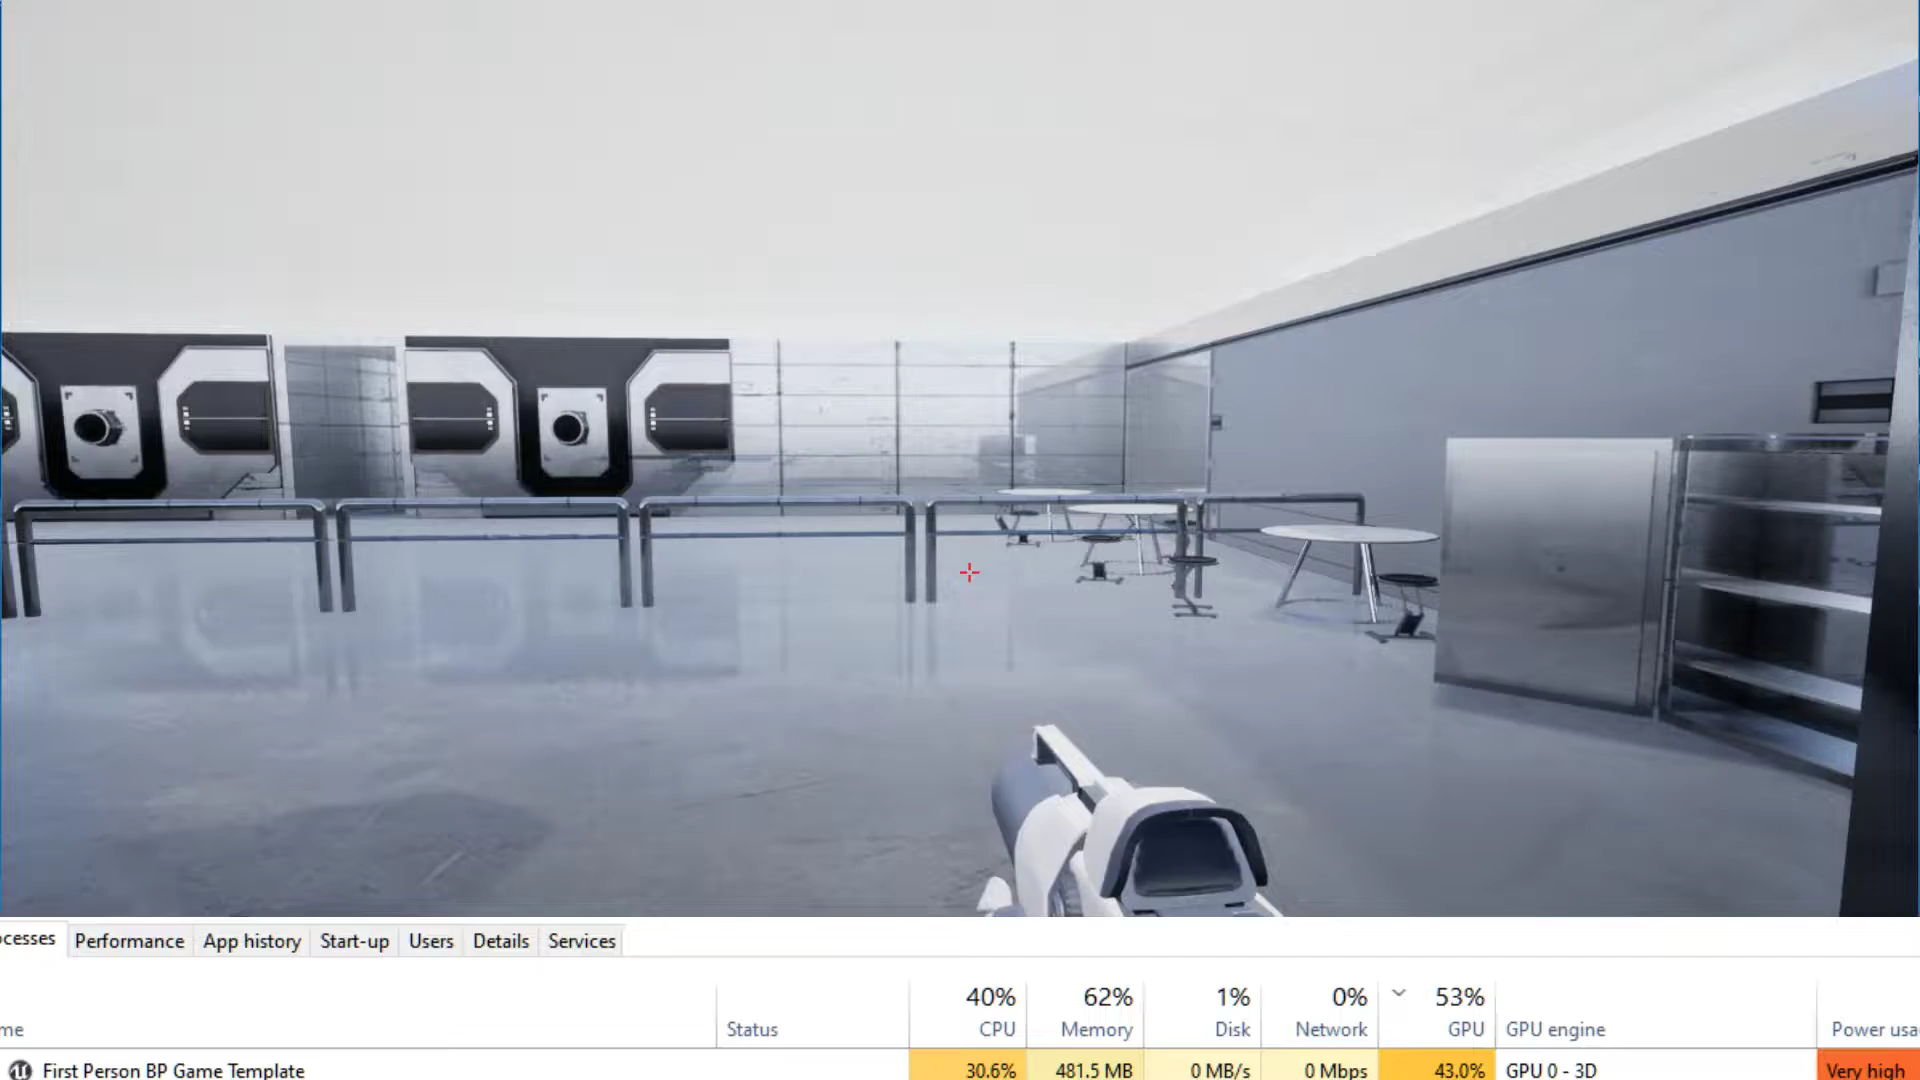 ocesses Performance App history Start-up Users Details Services
40% 62% 1% 0% 53%
me Status CPU Memory Disk Network GPU GPU engine Power usa
First Person BP Game Template 30.6% 481.5 MB 0 MB/s 0 Mbps 43.0% GPU 0 - 3D Very high